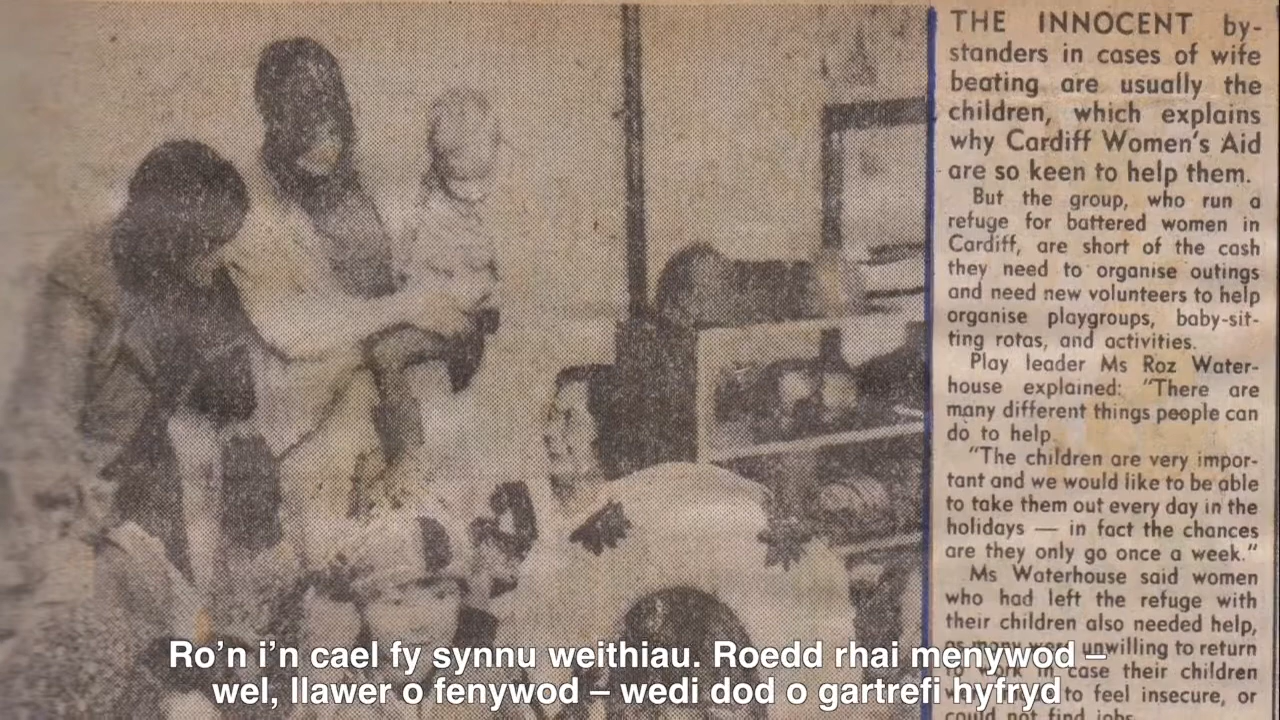 THE INNOCENT by-
standers in cases of wife
beating are usually the
children, which explains
why Cardiff Women's Aid
are so keen to help them.
But the group, who run a
refuge for battered women in
Cardiff, are short of the cash
they need to organise outings
and need new volunteers to help
organise playgroups, baby-sit-
ting rotas, and activities.
Play leader Ms Roz Water-
house explained: "There are
many different things people can
do to help
"The children are very impor-
tant and we would like to be able
to take them out every day in the
holidays — in fact the chances
are they only go once a week."
Ms Waterhouse said women
who had left the refuge with
their children also needed help,
unwilling to return
case their children
to feel insecure, or
could not find jobs
Ro'n i'n cael fy synnu weithiau. Roedd rhai menywod –
wel, llawer o fenywod – wedi dod o gartrefi hyfryd